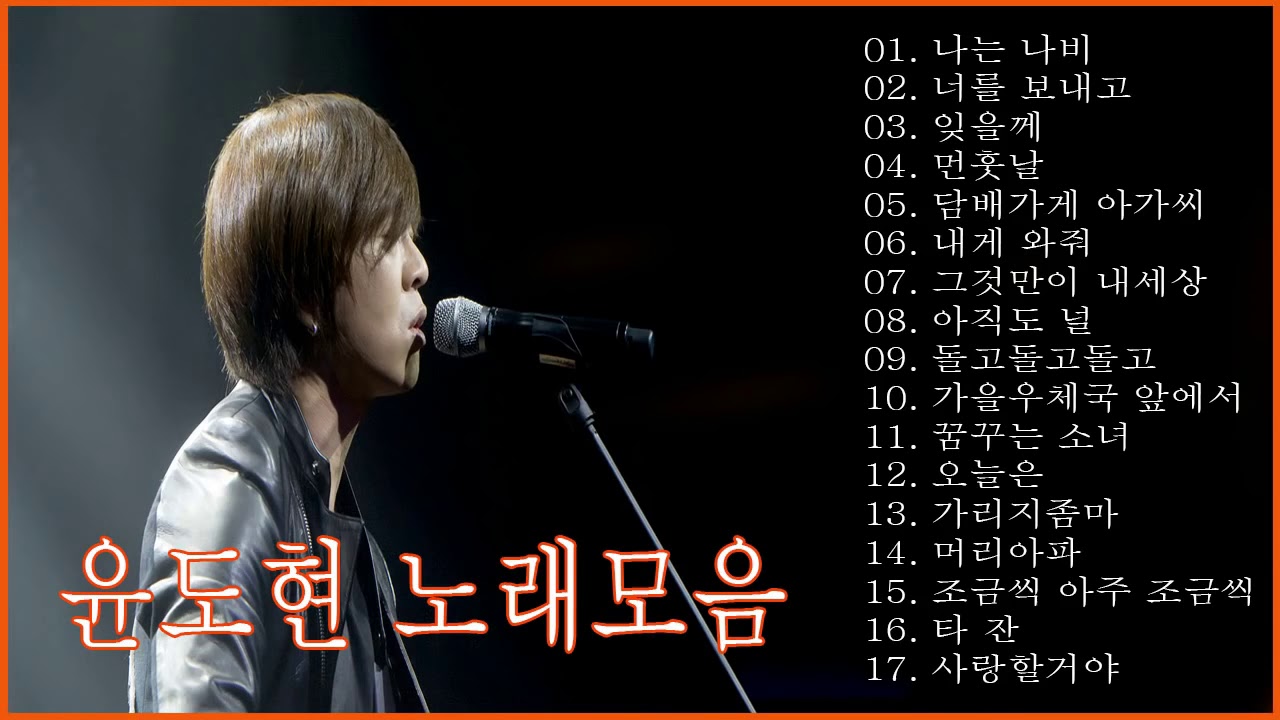 01. 나는 나비
02. 너를 보내고
03. 잊을께
04. 먼훗날
05. 담배가게 아가씨
06. 내게 와줘
07. 그것만이 내세상
08. 아직도 널
09. 돌고돌고돌고
10. 가을우체국 앞에서
11. 꿈꾸는 소녀
12. 오늘은
13. 가리지좀마
14. 머리아파
15. 조금씩 아주 조금씩
16. 타 잔
17. 사랑할거야
윤도현 노래모음